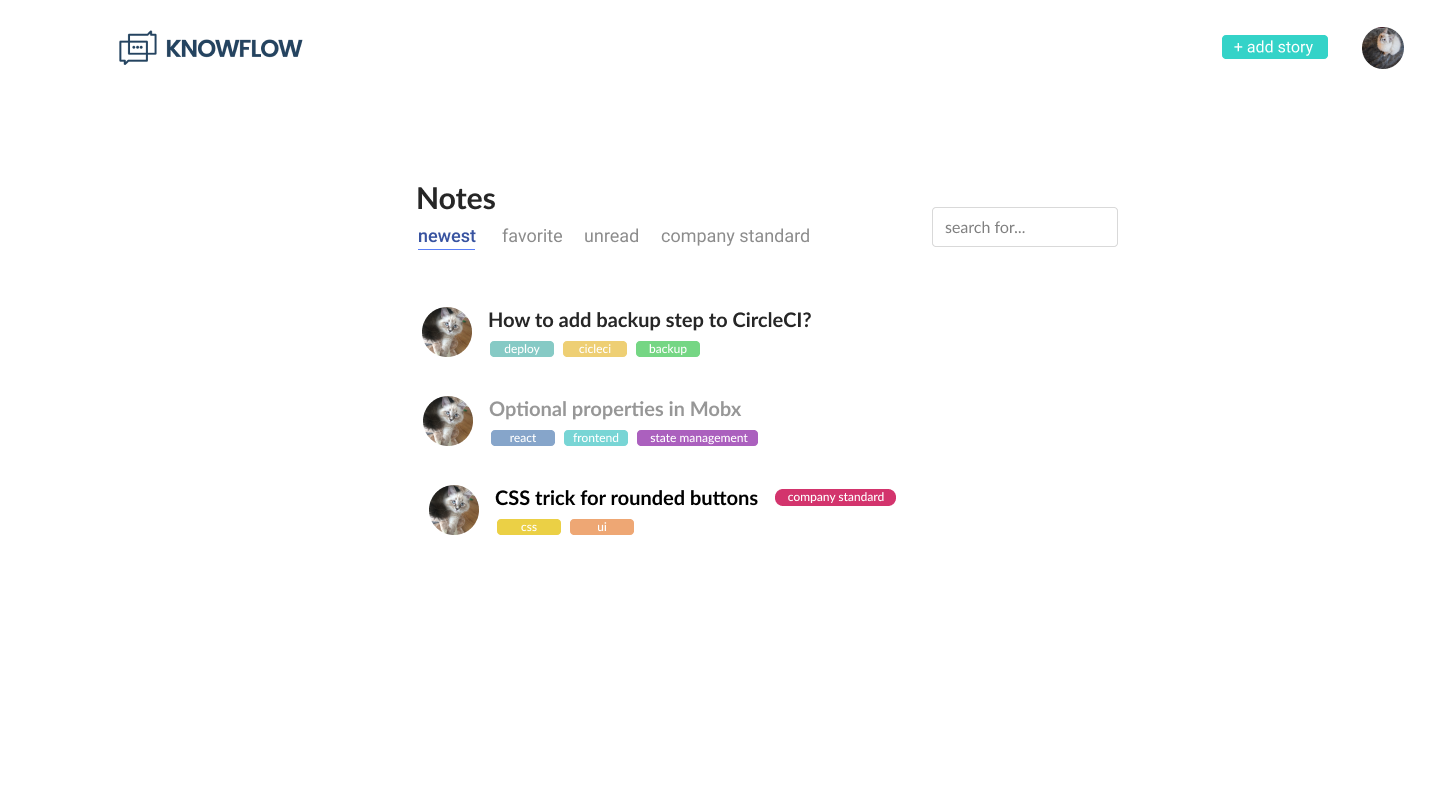 KNOWFLOW
+ add story
Notes
newest favorite unread company standard
search for...
How to add backup step to CircleCI?
deploy cicleci backup
Optional properties in Mobx
react frontend state management
CSS trick for rounded buttons company standard
css ui